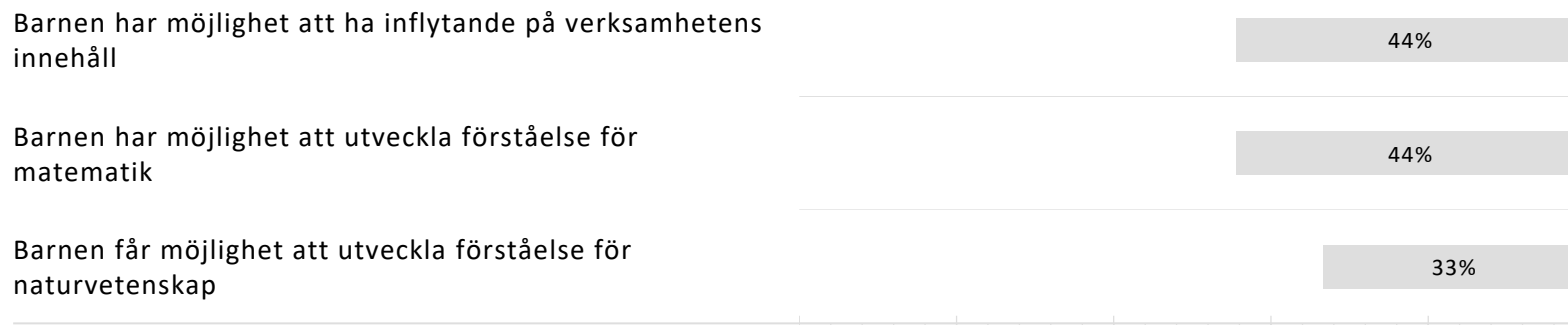 Barnen har möjlighet att ha inflytande på verksamhetens
innehåll
44%
Barnen har möjlighet att utveckla förståelse för
matematik
44%
Barnen får möjlighet att utveckla förståelse för
naturvetenskap
33%